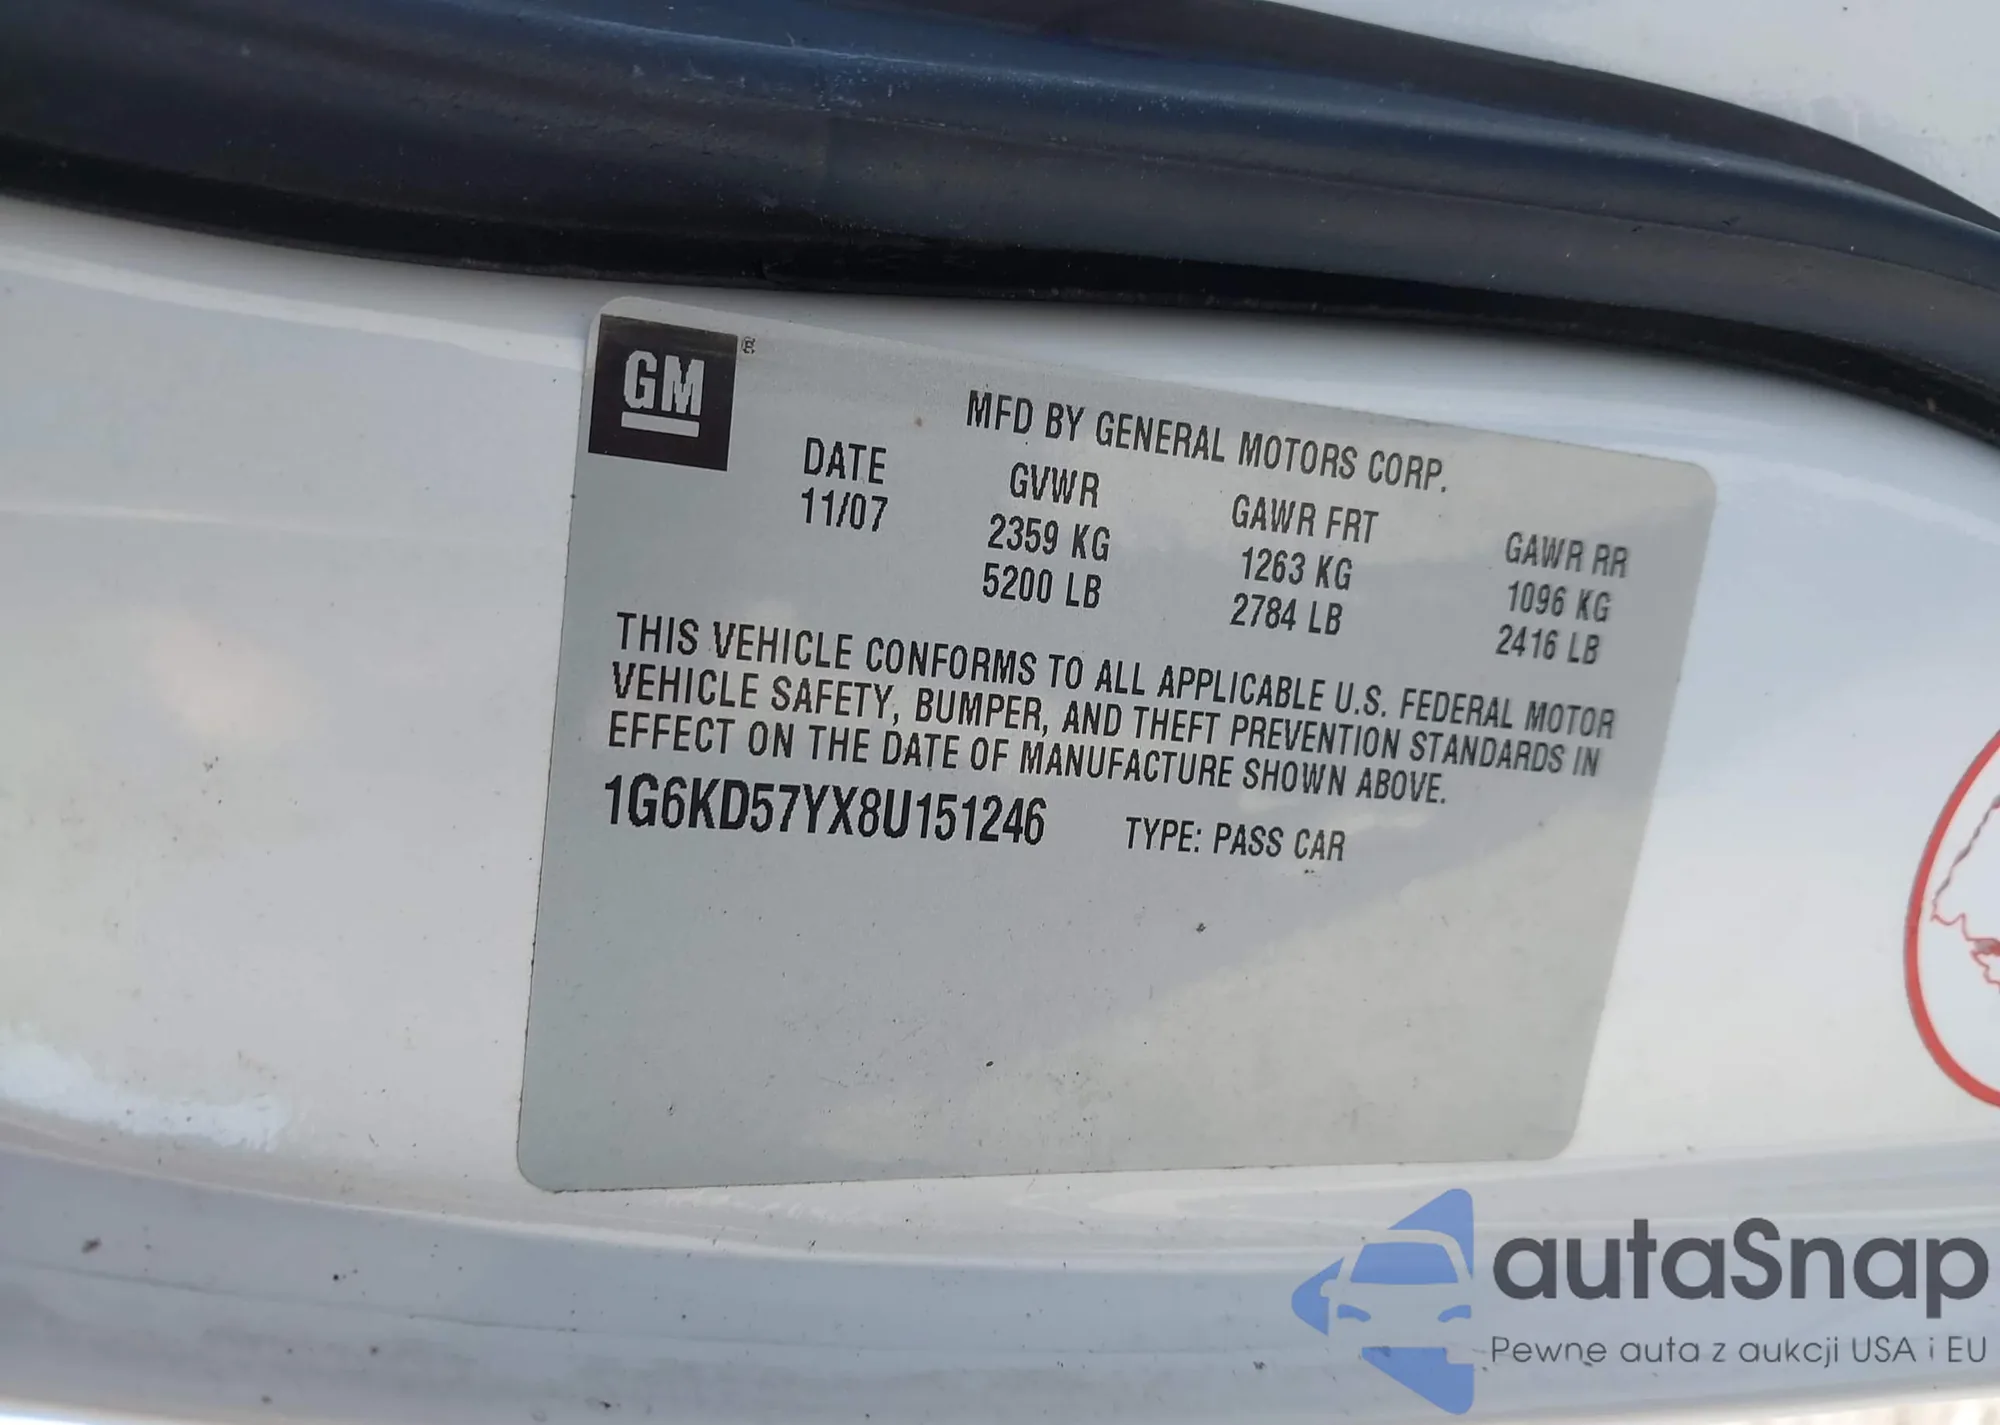 GM
®
MFD BY GENERAL MOTORS CORP.
DATE GVWR GAWR FRT GAWR RR
11/07 2359 KG 1263 KG 1096 KG
5200 LB 2784 LB 2416 LB
THIS VEHICLE CONFORMS TO ALL APPLICABLE U.S. FEDERAL MOTOR
VEHICLE SAFETY, BUMPER, AND THEFT PREVENTION STANDARDS IN
EFFECT ON THE DATE OF MANUFACTURE SHOWN ABOVE.
1G6KD57YX8U151246 TYPE: PASS CAR
autaSnap
Pewne auta z aukcji USA i EU